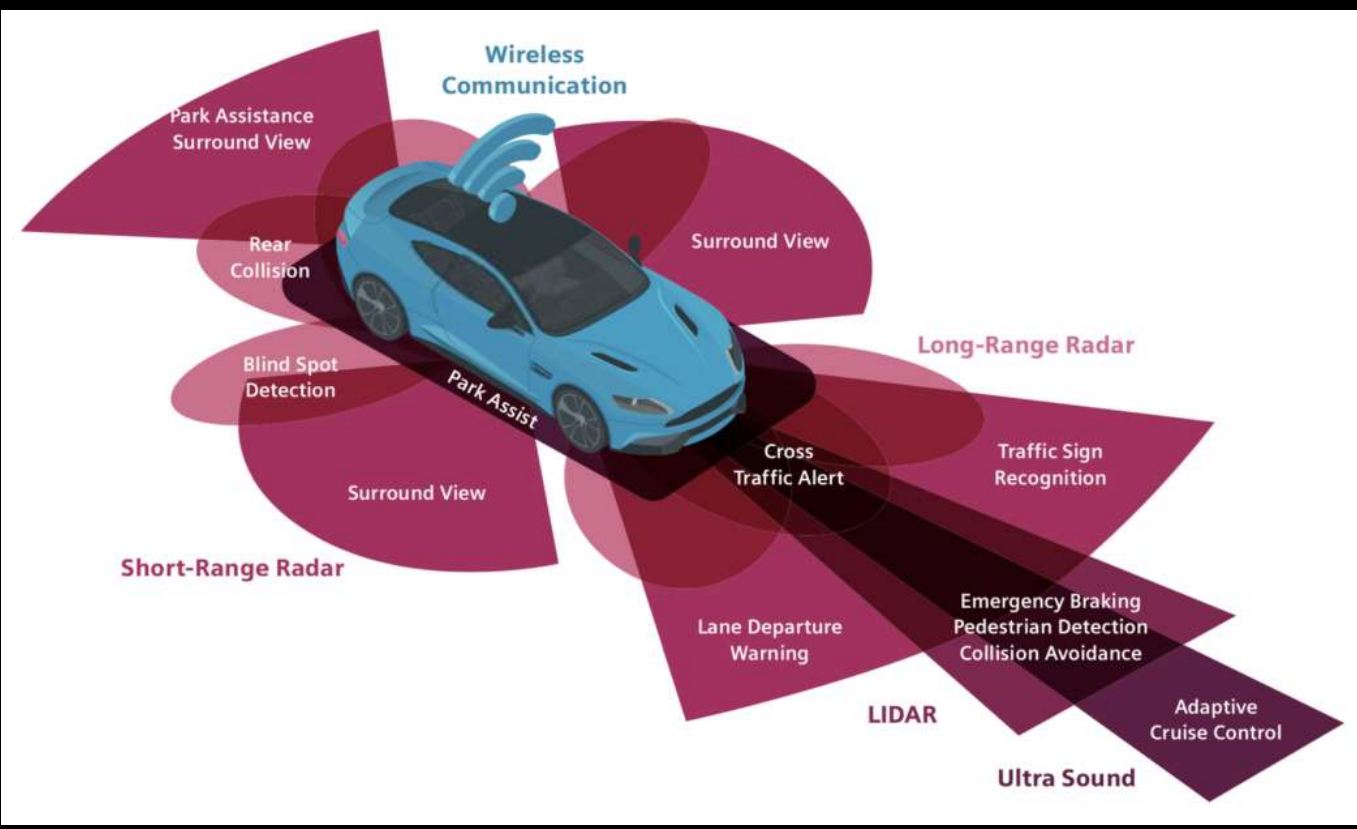 Wireless
Communication
Park Assistance
Surround View
Surround View
Rear
Collision
Long-Range Radar
Blind Spot
Detection
Park Assist
Cross
Traffic Alert
Traffic Sign
Recognition
Surround View
Short-Range Radar
Emergency Braking
Pedestrian Detection
Collision Avoidance
Lane Departure
Warning
LIDAR
Adaptive
Cruise Control
Ultra Sound